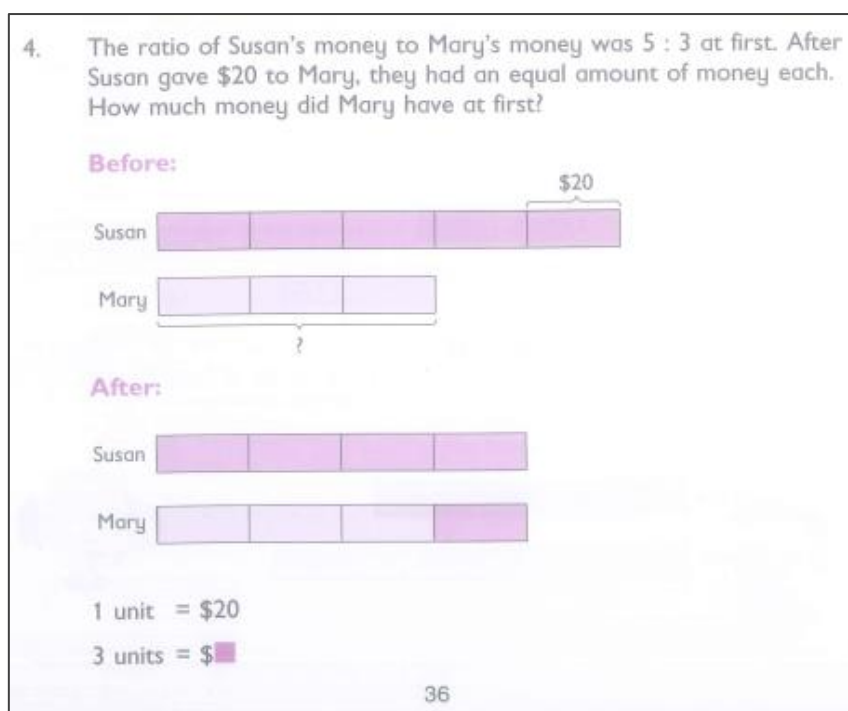 4. The ratio of Susan's money to Mary's money was 5 : 3 at first. After
Susan gave $20 to Mary, they had an equal amount of money each.
How much money did Mary have at first?
Before:
$20
Susan
Mary
?
After:
Susan
Mary
1 unit = $20
3 units = $
36